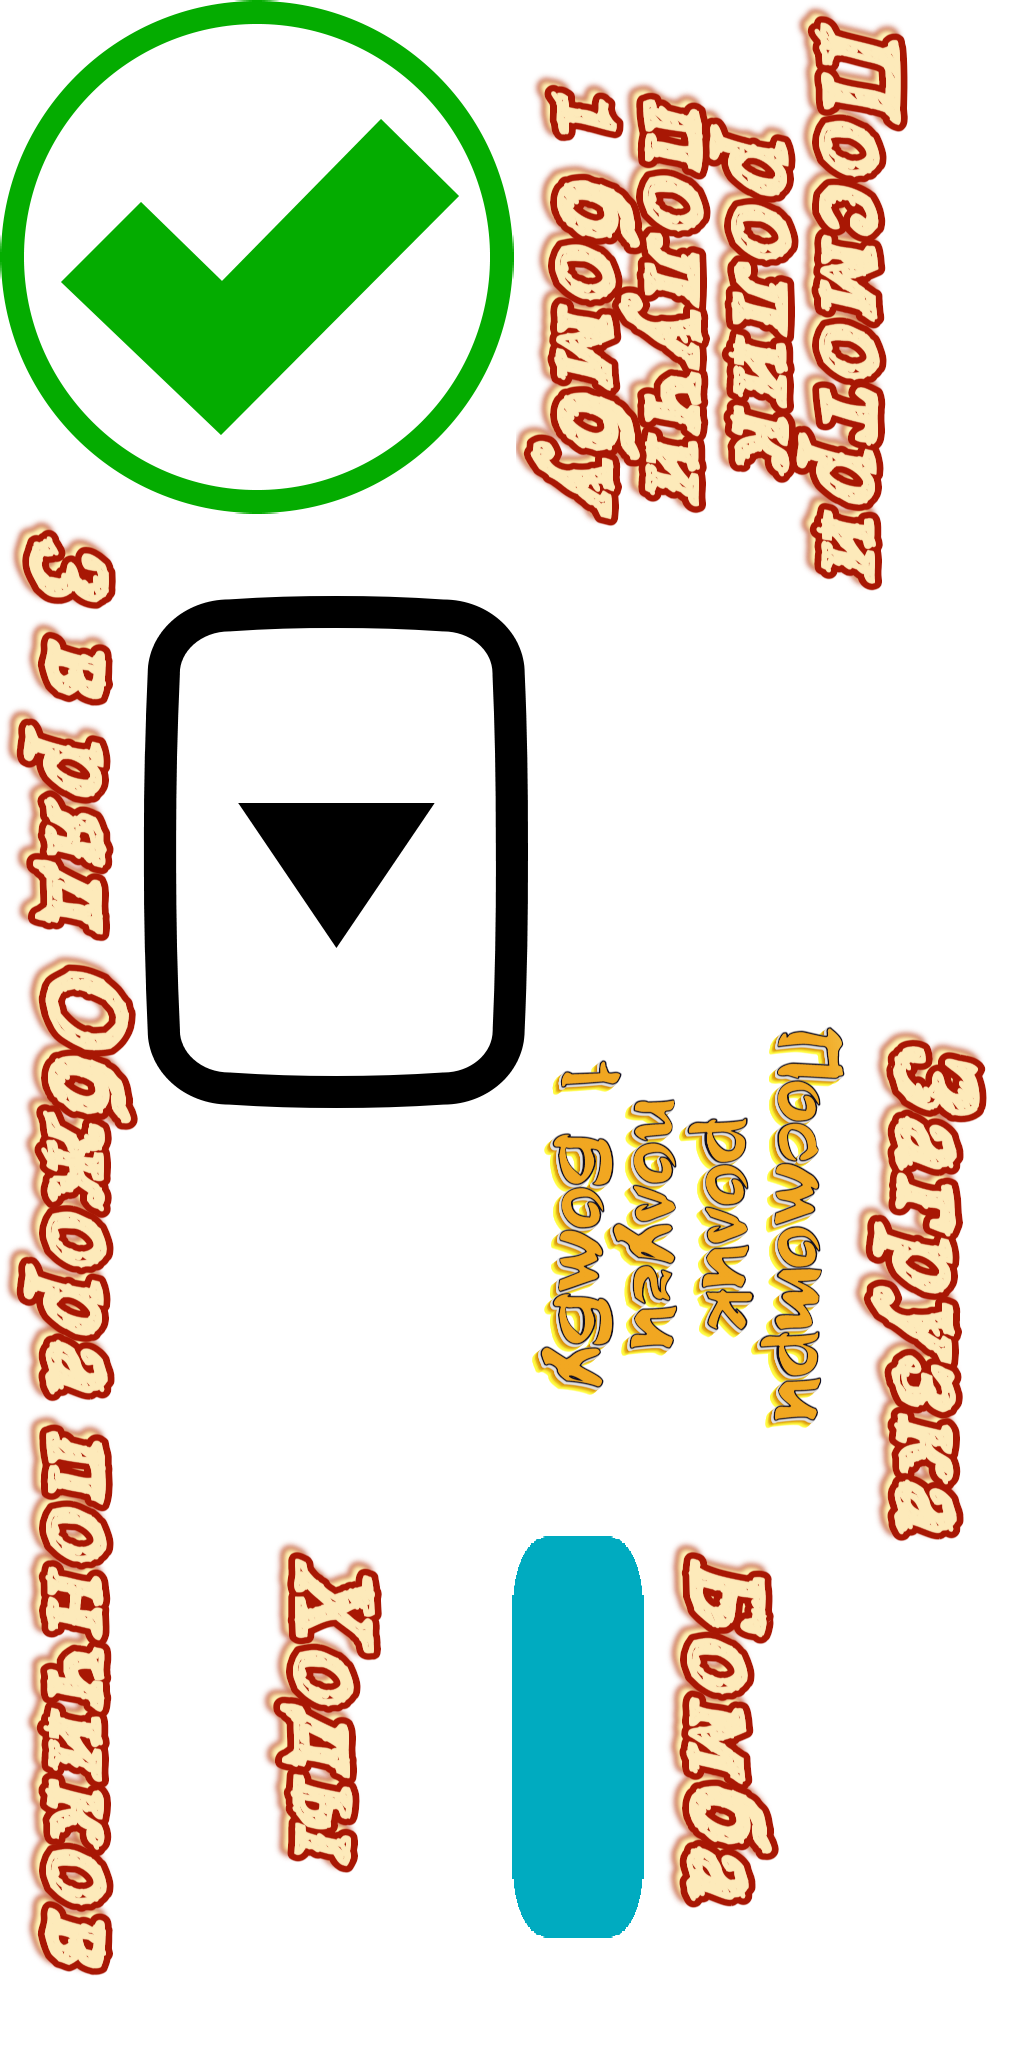 Посмотри
ролик
получи
1 бомбу
3 в ряд Обжора пончиков
Загрузка
Посмотри
ролик
получи
1 бомбу
Ходы
Бомба